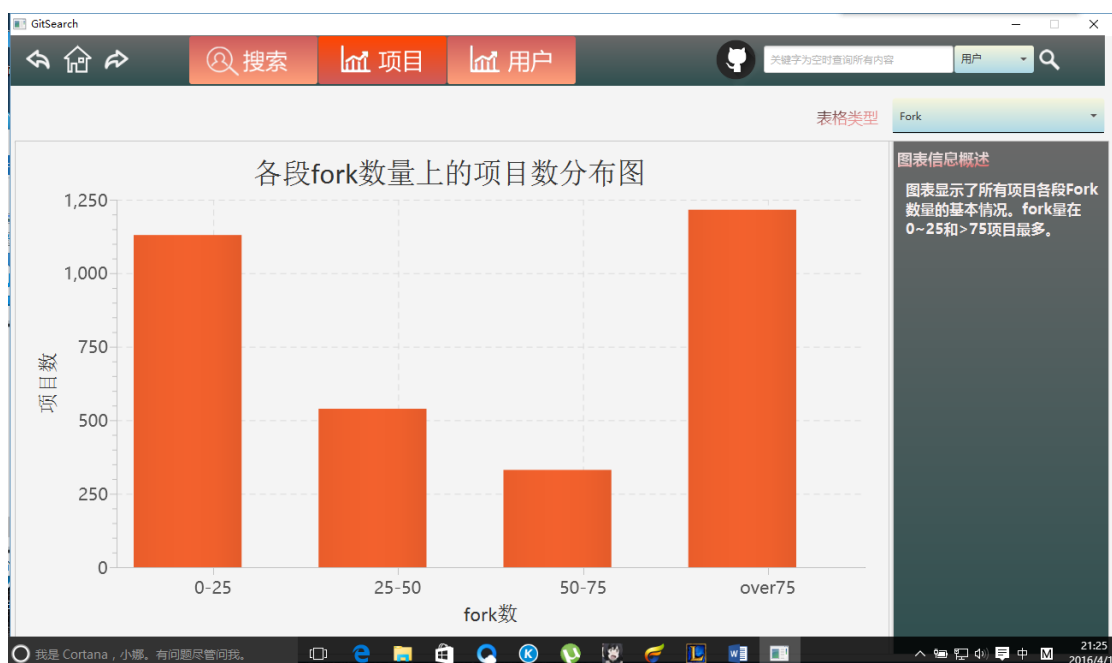 GitSearch
搜索
项目
用户
关键字为空时查询所有内容
用户
表格类型
Fork
各段fork数量上的项目数分布图
1,250
1,000
750
500
250
0
项目数
0-25
25-50
50-75
over75
fork数
图表信息概述
图表显示了所有项目各段Fork
数量的基本情况。fork量在
0~25和>75项目最多。
我是 Cortana，小娜。有问题尽管问我。
中
M
21:25